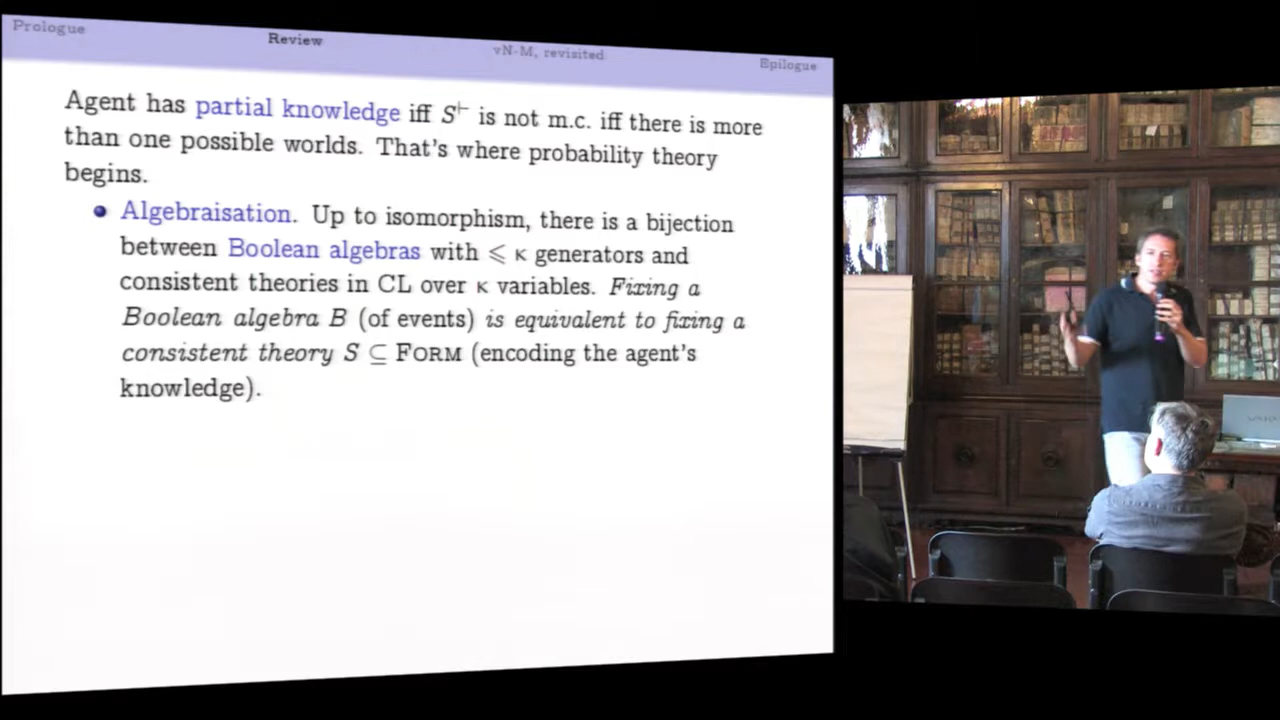 Prologue
Review
vN-M, revisited
Epilogue
Agent has partial knowledge iff S⊢ is not m.c. iff there is more
than one possible worlds. That's where probability theory
begins.
Algebraisation. Up to isomorphism, there is a bijection
between Boolean algebras with ⩽ κ generators and
consistent theories in CL over κ variables. Fixing a
Boolean algebra B (of events) is equivalent to fixing a
consistent theory S ⊆ FORM (encoding the agent's
knowledge).